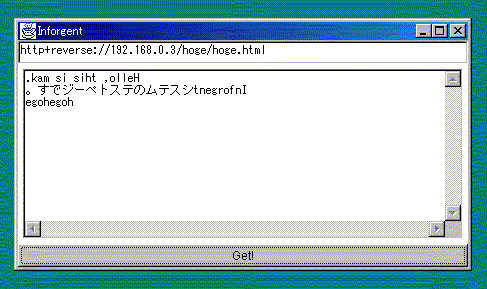 Inforgent
http+reverse://192.168.0.3/hoge/hoge.html
.kam si siht ,olleH
。すでジーペトステのムテスシtnegrofnI
egohegoh
Get!